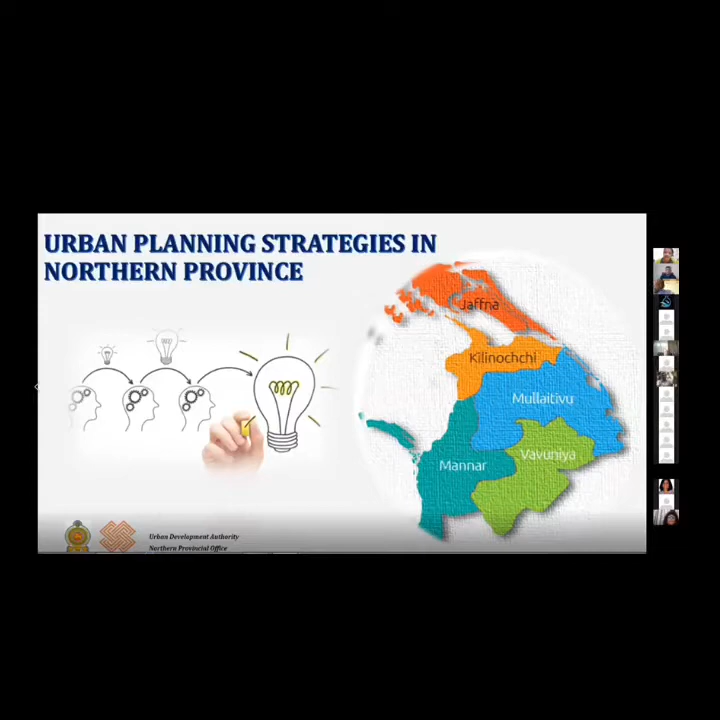 URBAN PLANNING STRATEGIES IN
NORTHERN PROVINCE
Jaffna
Kilinochchi
Mullaitivu
Vavuniya
Mannar
Urban Development Authority
Northern Provincial Office